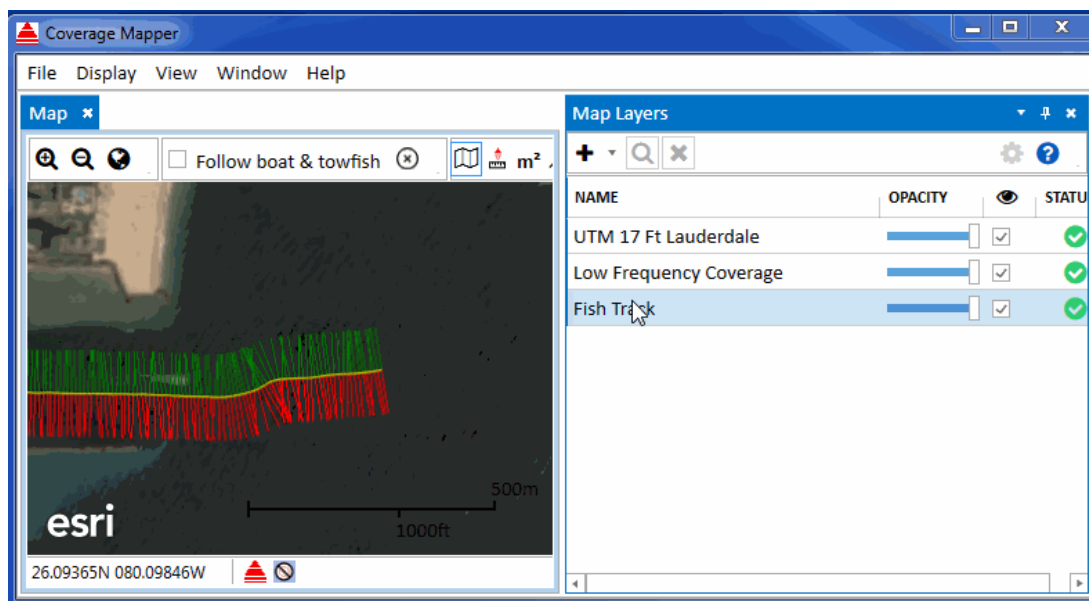 Coverage Mapper
File Display View Window Help
Map
Follow boat & towfish
m²
esri
500m
1000ft
26.09365N 080.09846W
Map Layers
NAME OPACITY STATU
UTM 17 Ft Lauderdale
Low Frequency Coverage
Fish Track